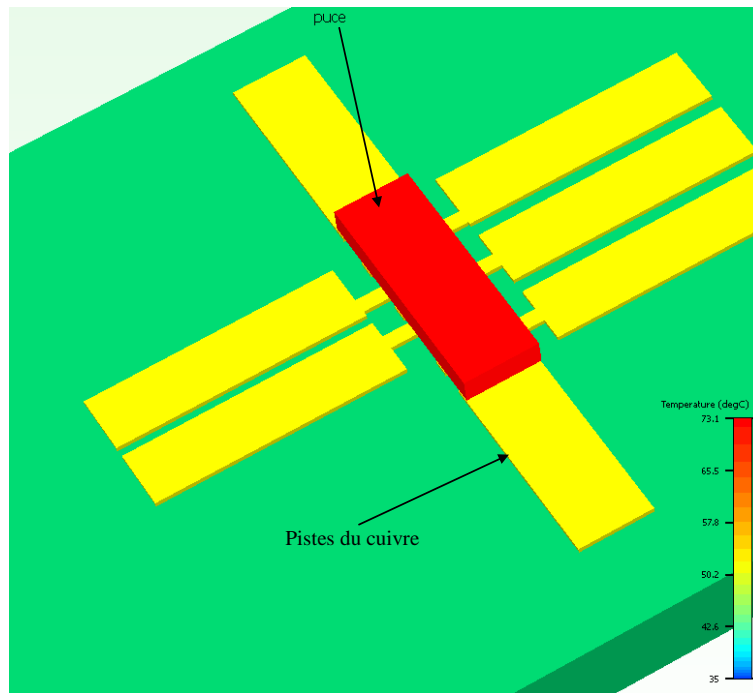 puce
Pistes du cuivre
Temperature (degC)
73.1
65.5
57.8
50.2
42.6
35